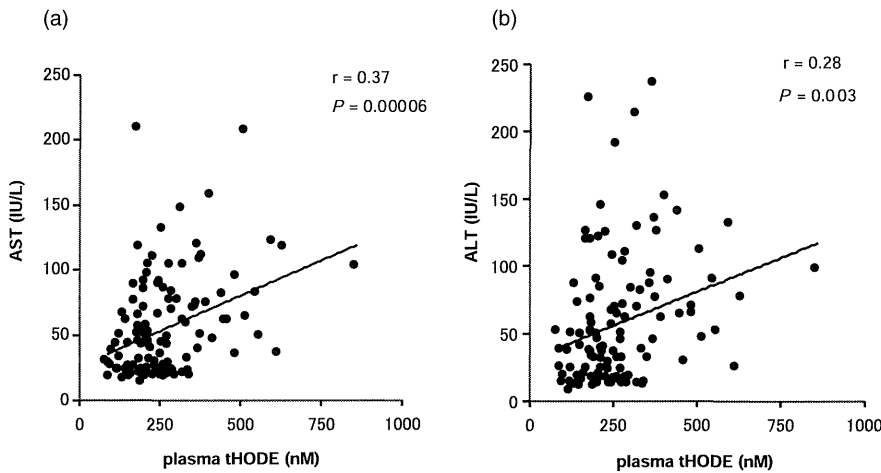 (a)
r = 0.37
P = 0.00006
250
200
150
100
50
0
AST (IU/L)
0
250
500
750
1000
plasma tHODE (nM)
(b)
r = 0.28
P = 0.003
250
200
150
100
50
0
ALT (IU/L)
0
250
500
750
1000
plasma tHODE (nM)